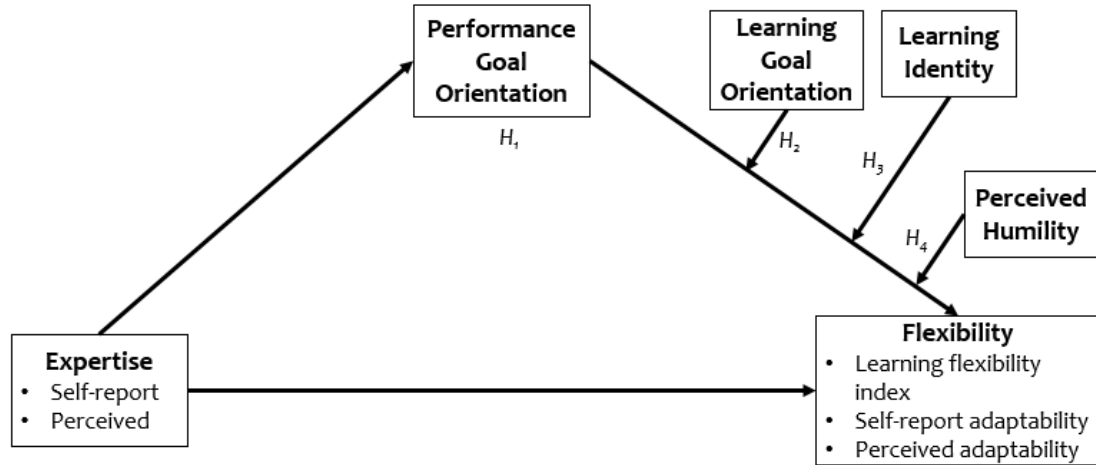 Performance
Goal
Orientation
H₁
Learning
Goal
Orientation
H₂
Learning
Identity
H₃
Perceived
Humility
H₄
Expertise
• Self-report
• Perceived
Flexibility
• Learning flexibility
index
• Self-report adaptability
• Perceived adaptability